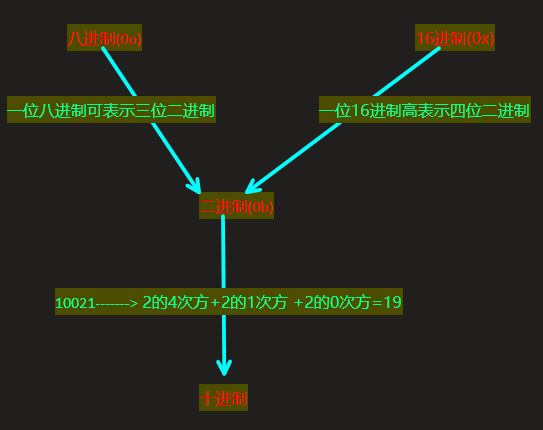 八进制(0o)
16进制(0x)
一位八进制可表示三位二进制
一位16进制高表示四位二进制
二进制(0b)
10021-------> 2的4次方+2的1次方 +2的0次方=19
十进制